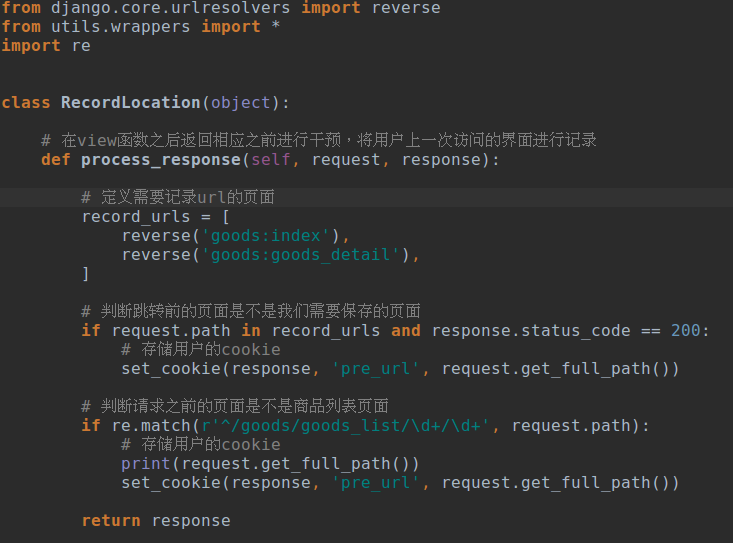 from django.core.urlresolvers import reverse
from utils.wrappers import *
import re
class RecordLocation(object):
# 在view函数之后返回相应之前进行干预，将用户上一次访问的界面进行记录
def process_response(self, request, response):
# 定义需要记录url的页面
record_urls = [
reverse('goods:index'),
reverse('goods:goods_detail'),
]
# 判断跳转前的页面是不是我们需要保存的页面
if request.path in record_urls and response.status_code == 200:
# 存储用户的cookie
set_cookie(response, 'pre_url', request.get_full_path())
# 判断请求之前的页面是不是商品列表页面
if re.match(r'^/goods/goods_list/\d+/\d+', request.path):
# 存储用户的cookie
print(request.get_full_path())
set_cookie(response, 'pre_url', request.get_full_path())
return response